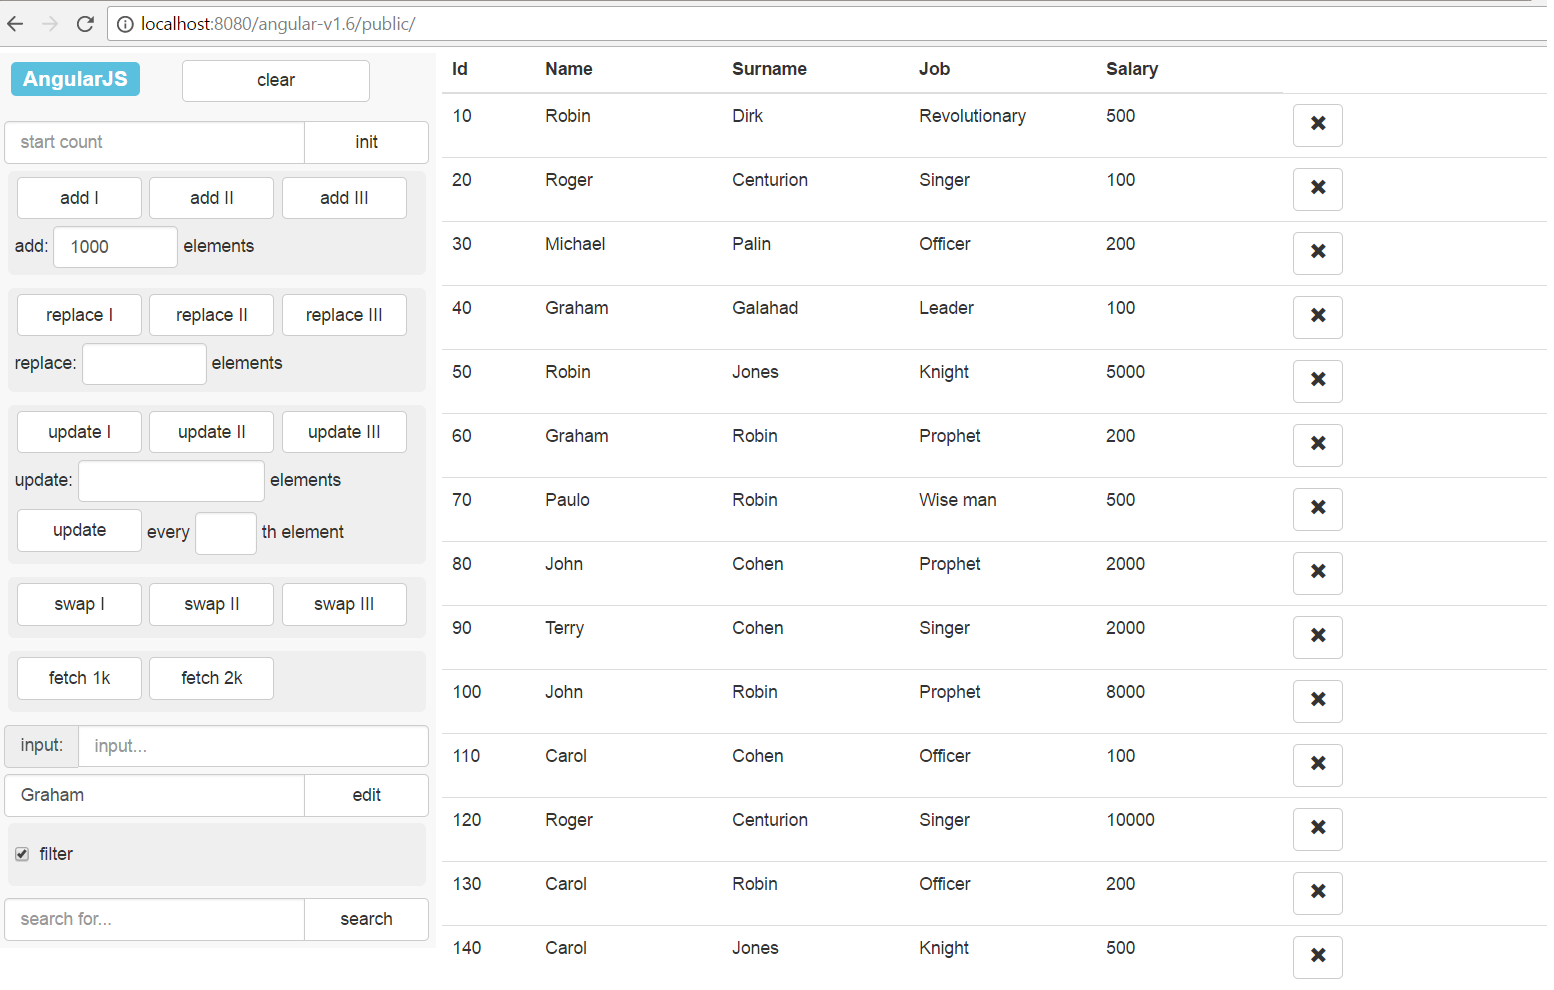 localhost:8080/angular-v1.6/public/
AngularJS clear
start count init
add I add II add III
add: 1000 elements
replace I replace II replace III
replace: elements
update I update II update III
update: elements
update every th element
swap I swap II swap III
fetch 1k fetch 2k
input: input...
Graham edit
filter
search for... search
Id Name Surname Job Salary
10 Robin Dirk Revolutionary 500
20 Roger Centurion Singer 100
30 Michael Palin Officer 200
40 Graham Galahad Leader 100
50 Robin Jones Knight 5000
60 Graham Robin Prophet 200
70 Paulo Robin Wise man 500
80 John Cohen Prophet 2000
90 Terry Cohen Singer 2000
100 John Robin Prophet 8000
110 Carol Cohen Officer 100
120 Roger Centurion Singer 10000
130 Carol Robin Officer 200
140 Carol Jones Knight 500